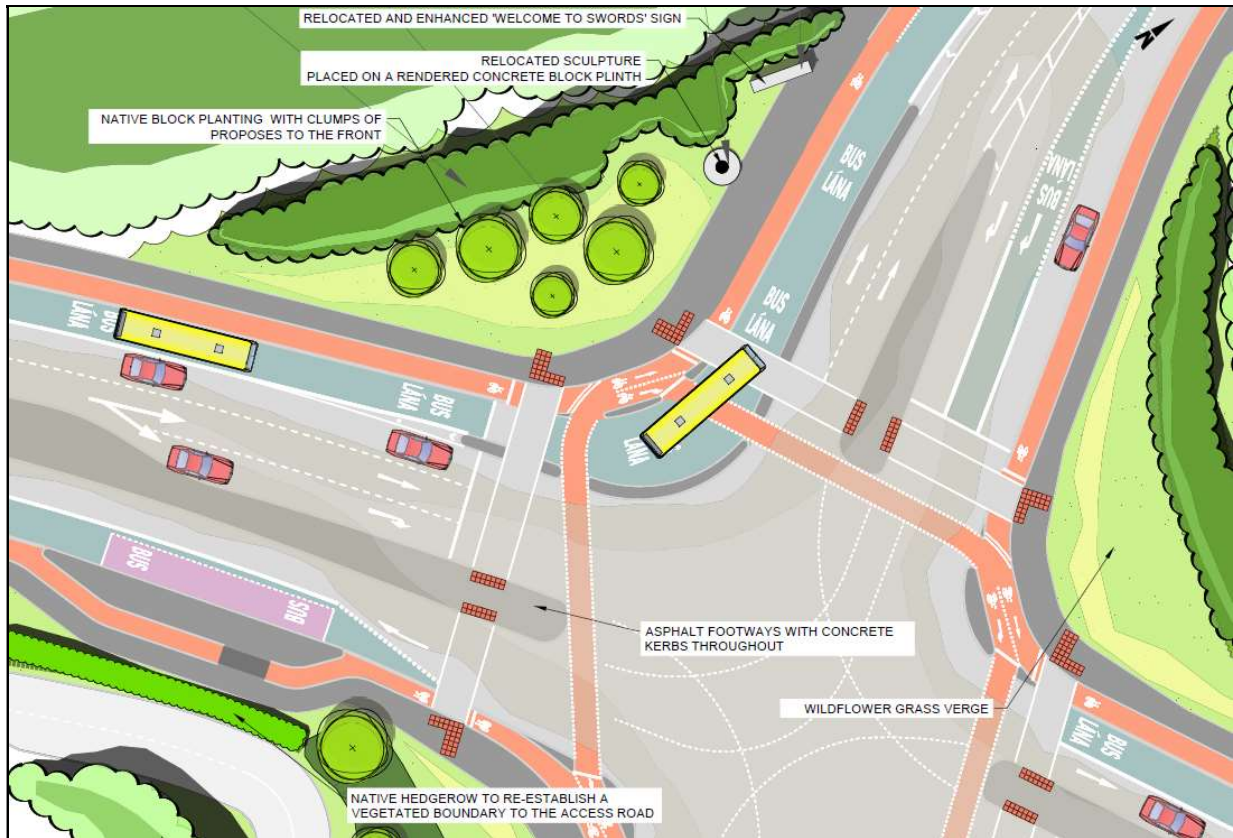 RELOCATED AND ENHANCED 'WELCOME TO SWORDS' SIGN
RELOCATED SCULPTURE
PLACED ON A RENDERED CONCRETE BLOCK PLINTH
NATIVE BLOCK PLANTING WITH CLUMPS OF
PROPOSES TO THE FRONT
N
BUS
LÁNA
BUS
LÁNA
BUS
LÁNA
BUS
LÁNA
BUS
LÁNA
BUS
LÁNA
LÁNA
BUS
BUS
ASPHALT FOOTWAYS WITH CONCRETE
KERBS THROUGHOUT
WILDFLOWER GRASS VERGE
BUS
LÁNA
NATIVE HEDGEROW TO RE-ESTABLISH A
VEGETATED BOUNDARY TO THE ACCESS ROAD